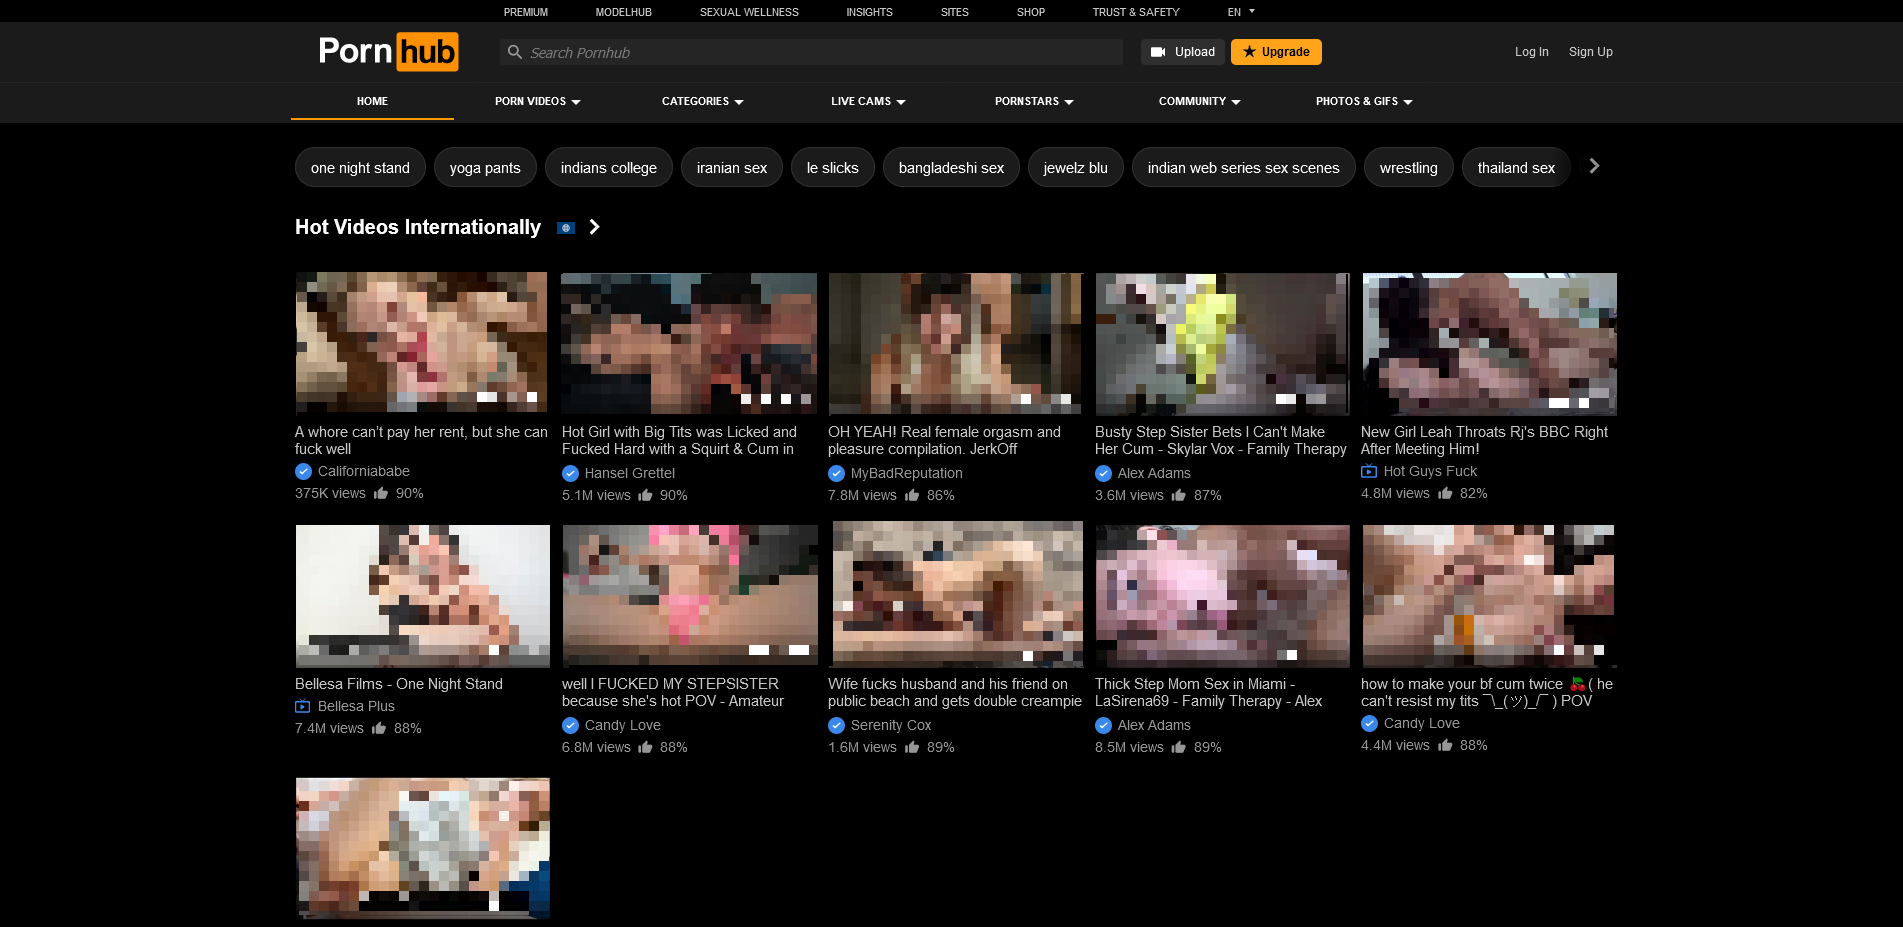 PREMIUM MODELHUB SEXUAL WELLNESS INSIGHTS SITES SHOP TRUST & SAFETY EN
Porn hub Search Pornhub Upload Upgrade Log In Sign Up
HOME PORN VIDEOS CATEGORIES LIVE CAMS PORNSTARS COMMUNITY PHOTOS & GIFS
one night stand yoga pants indians college iranian sex le slicks bangladeshi sex jewelz blu indian web series sex scenes wrestling thailand sex
Hot Videos Internationally
A whore can't pay her rent, but she can
fuck well
Californiababe
375K views 90%
Hot Girl with Big Tits was Licked and
Fucked Hard with a Squirt & Cum in
Hansel Grettel
5.1M views 90%
OH YEAH! Real female orgasm and
pleasure compilation. JerkOff
MyBadReputation
7.8M views 86%
Busty Step Sister Bets I Can't Make
Her Cum - Skylar Vox - Family Therapy
Alex Adams
3.6M views 87%
New Girl Leah Throats Rj's BBC Right
After Meeting Him!
Hot Guys Fuck
4.8M views 82%
Bellesa Films - One Night Stand
Bellesa Plus
7.4M views 88%
well I FUCKED MY STEPSISTER
because she's hot POV - Amateur
Candy Love
6.8M views 88%
Wife fucks husband and his friend on
public beach and gets double creampie
Serenity Cox
1.6M views 89%
Thick Step Mom Sex in Miami -
LaSirena69 - Family Therapy - Alex
Alex Adams
8.5M views 89%
how to make your bf cum twice 🍒 ( he
can't resist my tits ¯\_(ツ)_/¯ ) POV
Candy Love
4.4M views 88%